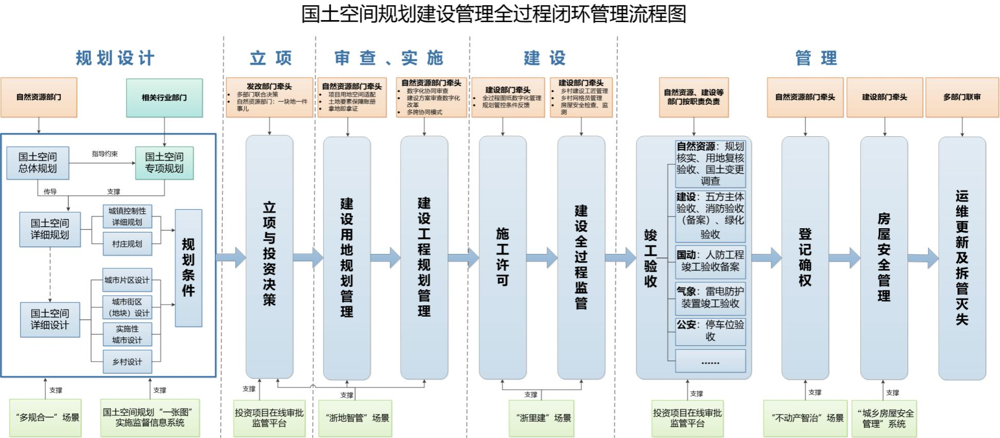 国土空间规划建设管理全过程闭环管理流程图
规划设计
立项
审查、实施
建设
管理
自然资源部门
相关行业部门
发改部门牵头
• 多部门联合决策
• 自然资源部门：一块地一件
事儿
自然资源部门牵头
• 项目用地空间适配
• 土地要素保障账册
• 拿地即拿证
自然资源部门牵头
• 数字化协同审查
• 建设方案审查数字化
改革
• 多跨协同模式
建设部门牵头
• 全过程图纸数字化管理
• 规划管控条件反馈
建设部门牵头
• 乡村建设工匠管理
• 乡村网格员管理
• 房屋安全检查、监
测
自然资源、建设等
部门按职责负责
自然资源部门牵头
建设部门牵头
多部门联审
国土空间
总体规划
指导约束
国土空间
专项规划
传导
支撑
国土空间
详细规划
城镇控制性
详细规划
村庄规划
国土空间
详细设计
城市片区设计
城市街区
（地块）设计
实施性
城市设计
乡村设计
规划条件
立项与投资决策
建设用地规划管理
建设工程规划管理
施工许可
建设全过程监管
竣工验收
自然资源：规划
核实、用地复核
验收、国土变更
调查
建设：五方主体
验收、消防验收
（备案）、绿化
验收
国动：人防工程
竣工验收备案
气象：雷电防护
装置竣工验收
公安：停车位验
收
……
登记确权
房屋安全管理
运维更新及拆管灭失
支撑
支撑
支撑
支撑
支撑
支撑
支撑
支撑
“多规合一”场景
国土空间规划“一张图”
实施监督信息系统
投资项目在线审批
监管平台
“浙地智管”场景
“浙里建”场景
投资项目在线审批
监管平台
“不动产智治”场景
“城乡房屋安全
管理”系统